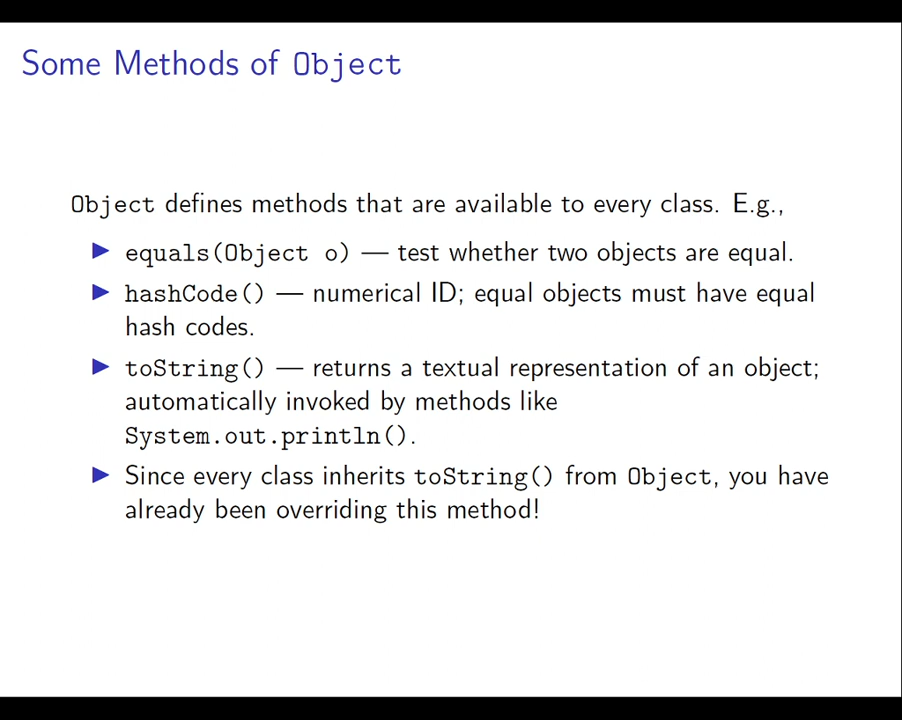 Some Methods of Object
Object defines methods that are available to every class. E.g.,
▶ equals(Object o) — test whether two objects are equal.
▶ hashCode() — numerical ID; equal objects must have equal
hash codes.
▶ toString() — returns a textual representation of an object;
automatically invoked by methods like
System.out.println().
▶ Since every class inherits toString() from Object, you have
already been overriding this method!